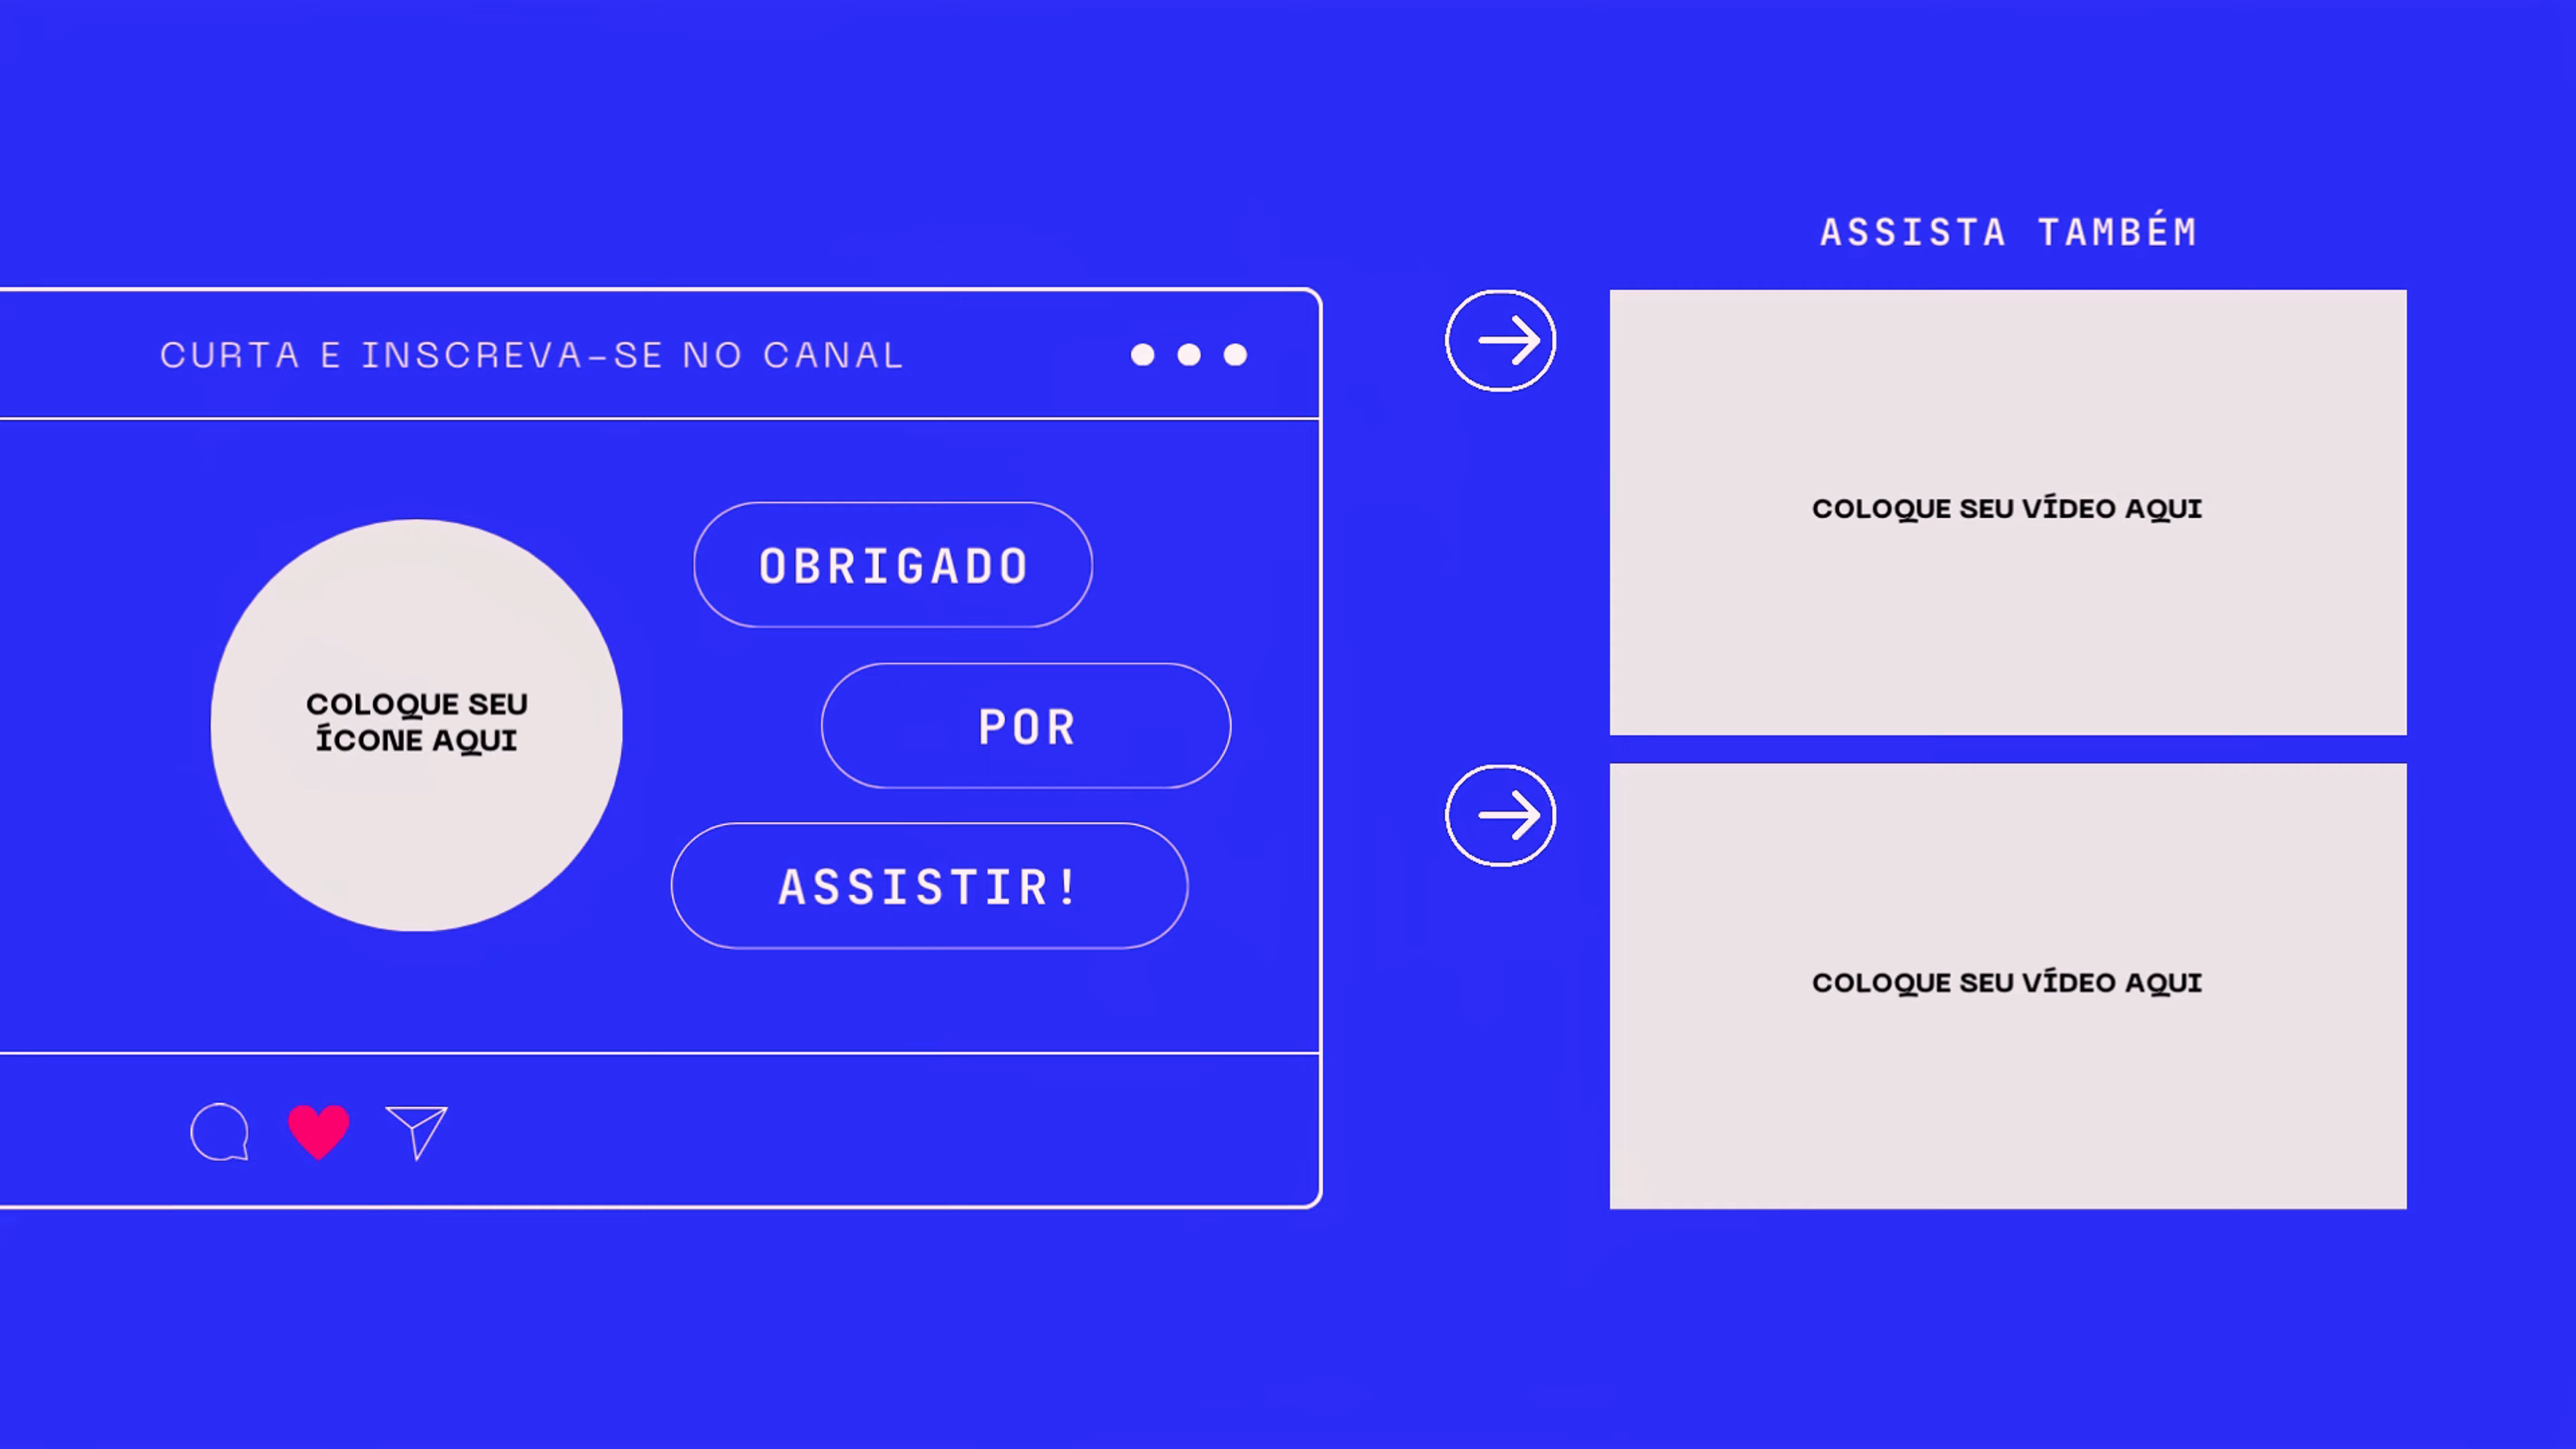 CURTA E INSCREVA-SE NO CANAL
COLOQUE SEU
ÍCONE AQUI
OBRIGADO
POR
ASSISTIR!
ASSISTA TAMBÉM
COLOQUE SEU VÍDEO AQUI
COLOQUE SEU VÍDEO AQUI